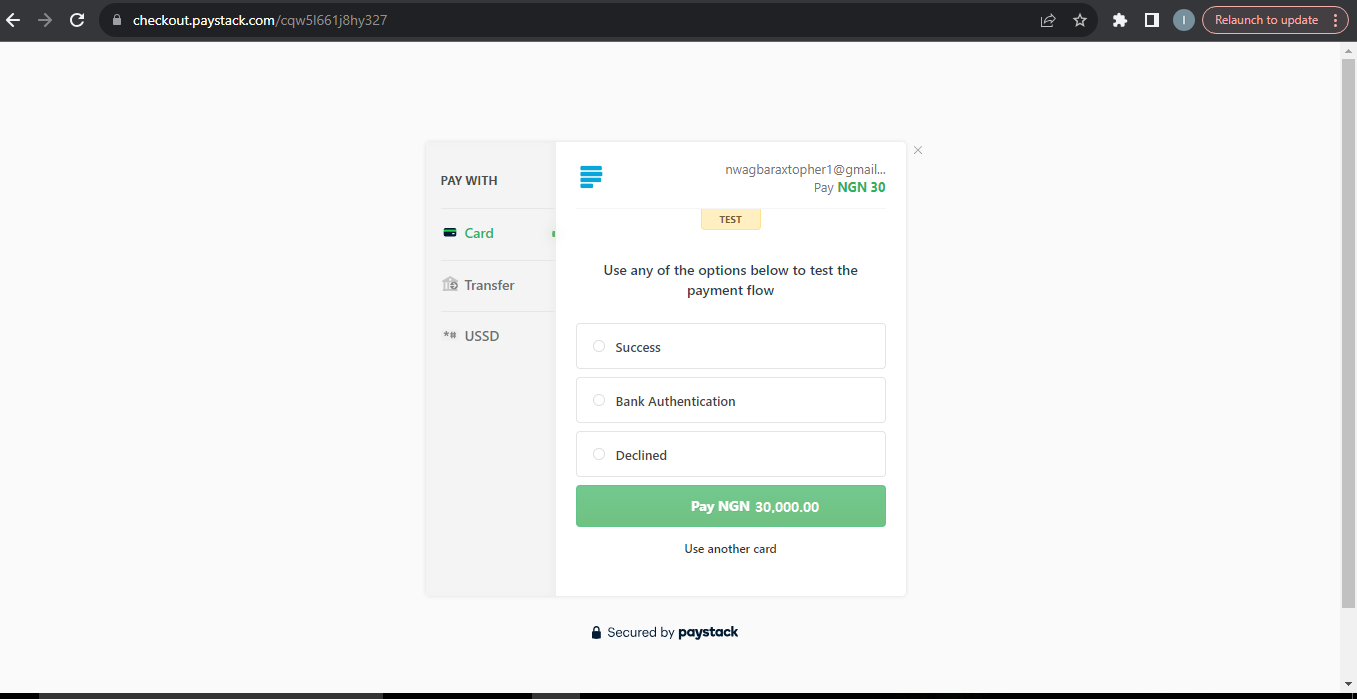 checkout.paystack.com/cqw5l661j8hy327
I
Relaunch to update
PAY WITH
Card
Transfer
*# USSD
nwagbaraxtopher1@gmail...
Pay NGN 30
TEST
Use any of the options below to test the
payment flow
Success
Bank Authentication
Declined
Pay NGN 30,000.00
Use another card
Secured by paystack